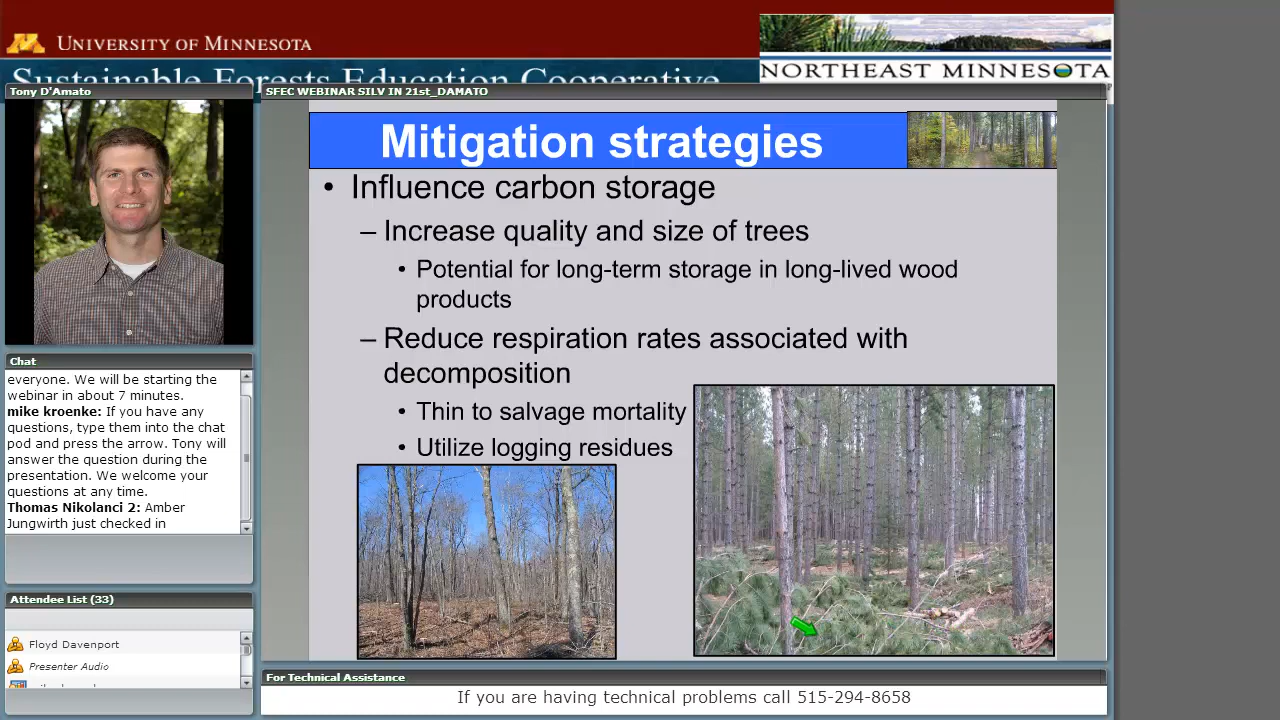 UNIVERSITY OF MINNESOTA
Sustainable Forests Education Cooperative
NORTHEAST MINNESOTA
Tony D'Amato
SFEC WEBINAR SILV IN 21st_DAMATO
Mitigation strategies
• Influence carbon storage
– Increase quality and size of trees
• Potential for long-term storage in long-lived wood
products
– Reduce respiration rates associated with
decomposition
• Thin to salvage mortality
• Utilize logging residues
Chat
everyone. We will be starting the
webinar in about 7 minutes.
mike kroenke: If you have any
questions, type them into the chat
pod and press the arrow. Tony will
answer the question during the
presentation. We welcome your
questions at any time.
Thomas Nikolanci 2: Amber
Jungwirth just checked in
Attendee List (33)
Floyd Davenport
Presenter Audio
For Technical Assistance
If you are having technical problems call 515-294-8658